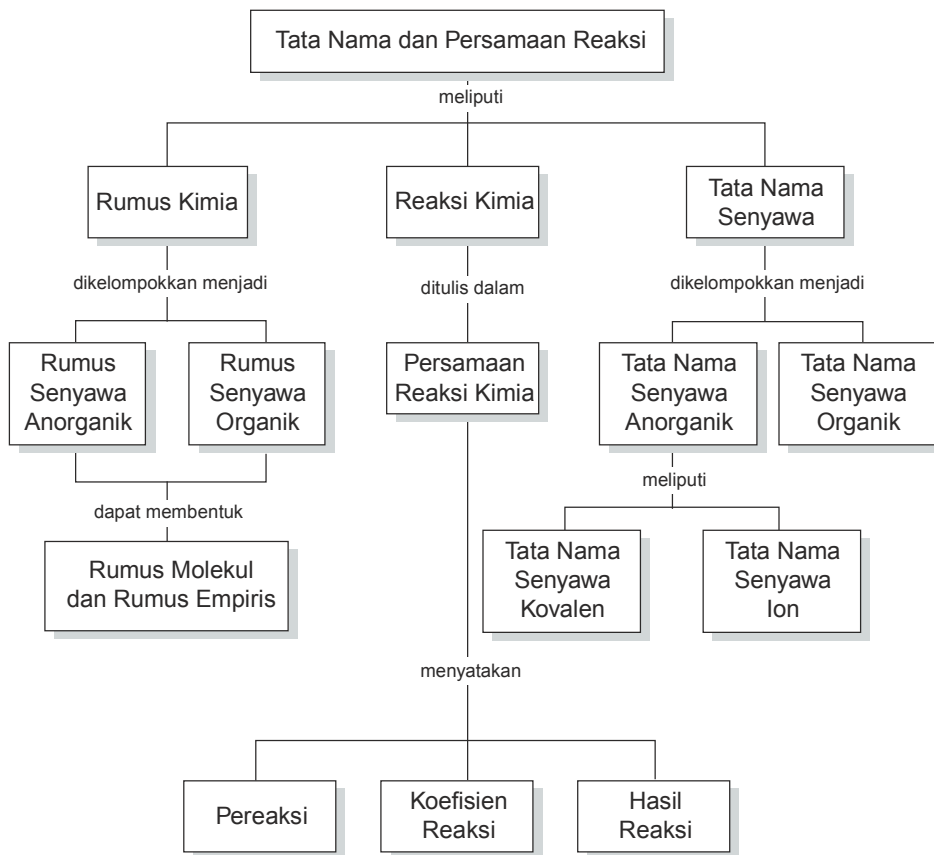 Tata Nama dan Persamaan Reaksi
meliputi
Rumus Kimia
Reaksi Kimia
Tata Nama
Senyawa
dikelompokkan menjadi
ditulis dalam
dikelompokkan menjadi
Rumus
Senyawa
Anorganik
Rumus
Senyawa
Organik
Persamaan
Reaksi Kimia
Tata Nama
Senyawa
Anorganik
Tata Nama
Senyawa
Organik
dapat membentuk
meliputi
Rumus Molekul
dan Rumus Empiris
Tata Nama
Senyawa
Kovalen
Tata Nama
Senyawa
Ion
menyatakan
Pereaksi
Koefisien
Reaksi
Hasil
Reaksi